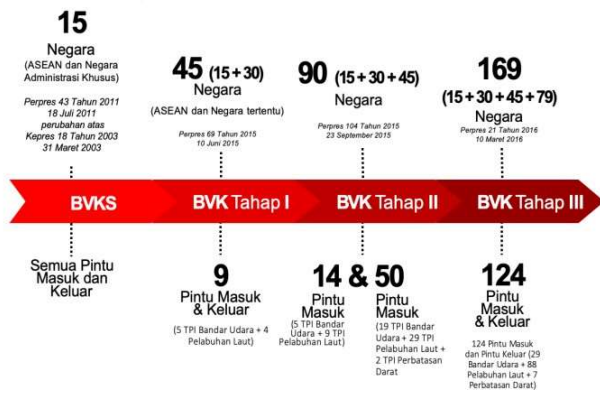 15
Negara
(ASEAN dan Negara
Administrasi Khusus)
Perpres 43 Tahun 2011
18 Juli 2011
perubahan atas
Kepres 18 Tahun 2003
31 Maret 2003
45 (15 + 30)
Negara
(ASEAN dan Negara tertentu)
Perpres 69 Tahun 2015
10 Juni 2015
90 (15 + 30 + 45)
Negara
Perpres 104 Tahun 2015
23 September 2015
169
(15 + 30 + 45 + 79)
Negara
Perpres 21 Tahun 2016
10 Maret 2016
BVKS
BVK Tahap I
BVK Tahap II
BVK Tahap III
Semua Pintu
Masuk dan
Keluar
9
Pintu Masuk
& Keluar
(5 TPI Bandar Udara + 4
Pelabuhan Laut)
14 & 50
Pintu
Masuk
(5 TPI Bandar
Udara + 9 TPI
Pelabuhan Laut)
Pintu
Masuk
(19 TPI Bandar
Udara + 29 TPI
Pelabuhan Laut +
2 TPI Perbatasan
Darat
124
Pintu
Masuk
& Keluar
124 Pintu Masuk
dan Pintu Keluar (29
Bandar Udara + 88
Pelabuhan Laut + 7
Perbatasan Darat)